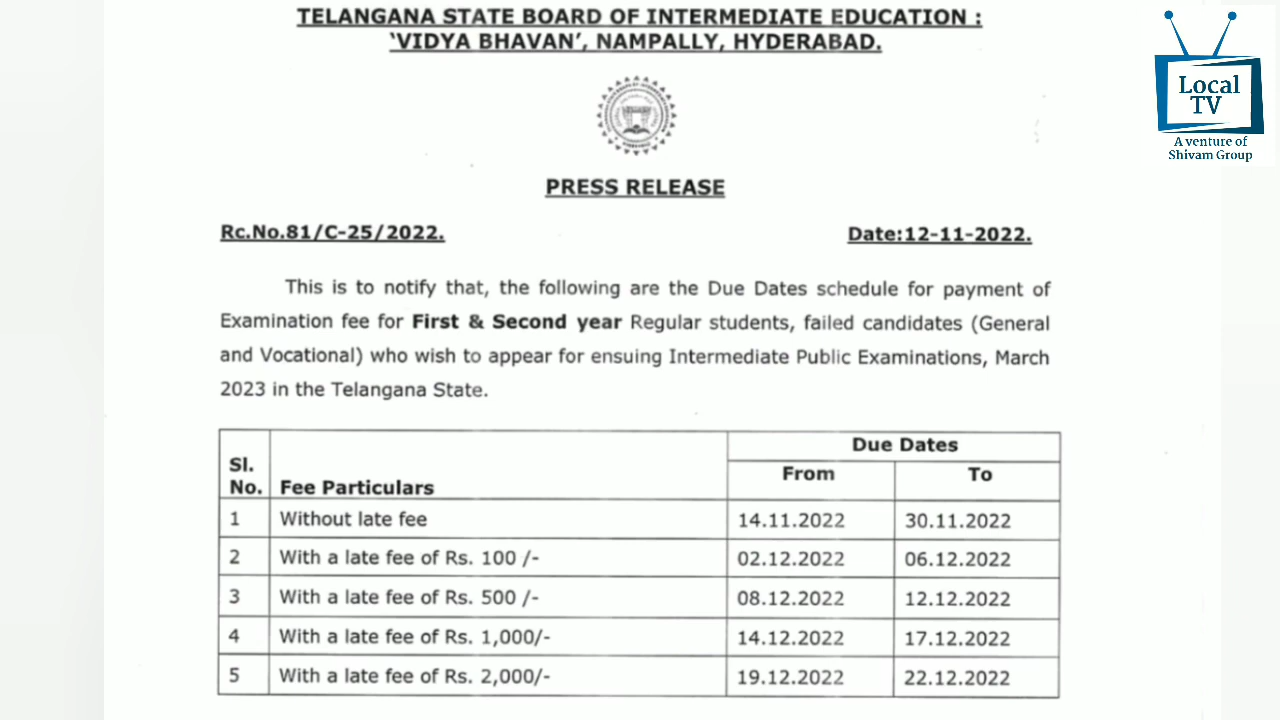 TELANGANA STATE BOARD OF INTERMEDIATE EDUCATION :
‘VIDYA BHAVAN’, NAMPALLY, HYDERABAD.
Local
TV
A venture of
Shivam Group
PRESS RELEASE
Rc.No.81/C-25/2022. Date:12-11-2022.
This is to notify that, the following are the Due Dates schedule for payment of
Examination fee for First & Second year Regular students, failed candidates (General
and Vocational) who wish to appear for ensuing Intermediate Public Examinations, March
2023 in the Telangana State.
Sl. No. Fee Particulars Due Dates
From To
1 Without late fee 14.11.2022 30.11.2022
2 With a late fee of Rs. 100 /- 02.12.2022 06.12.2022
3 With a late fee of Rs. 500 /- 08.12.2022 12.12.2022
4 With a late fee of Rs. 1,000/- 14.12.2022 17.12.2022
5 With a late fee of Rs. 2,000/- 19.12.2022 22.12.2022